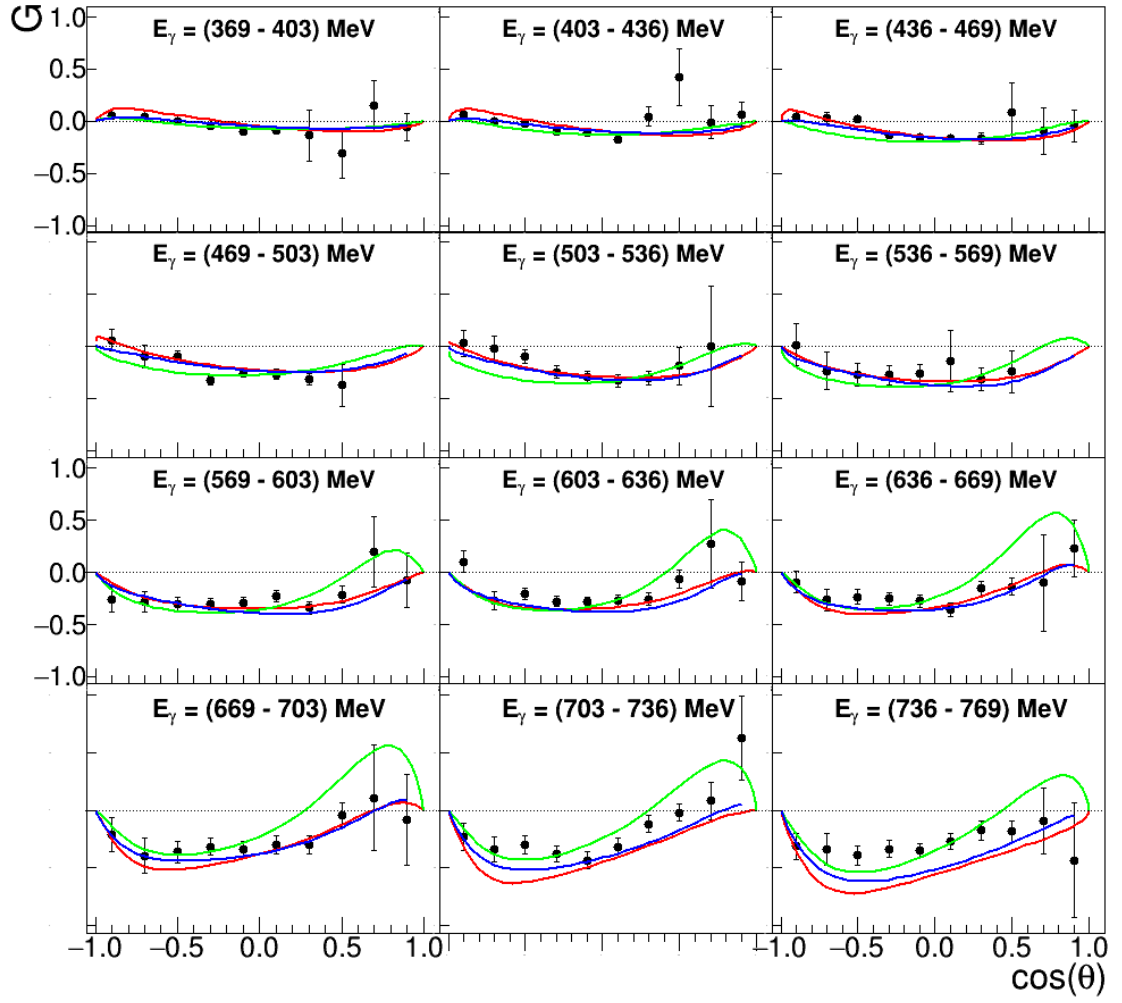 G
1.0
0.5
0.0
−0.5
−1.0
E_γ = (369 - 403) MeV
E_γ = (403 - 436) MeV
E_γ = (436 - 469) MeV
E_γ = (469 - 503) MeV
E_γ = (503 - 536) MeV
E_γ = (536 - 569) MeV
1.0
0.5
0.0
−0.5
−1.0
E_γ = (569 - 603) MeV
E_γ = (603 - 636) MeV
E_γ = (636 - 669) MeV
E_γ = (669 - 703) MeV
E_γ = (703 - 736) MeV
E_γ = (736 - 769) MeV
−1.0 −0.5 0.0 0.5 1.0
−1.0 −0.5 0.0 0.5 1.0
cos(θ)